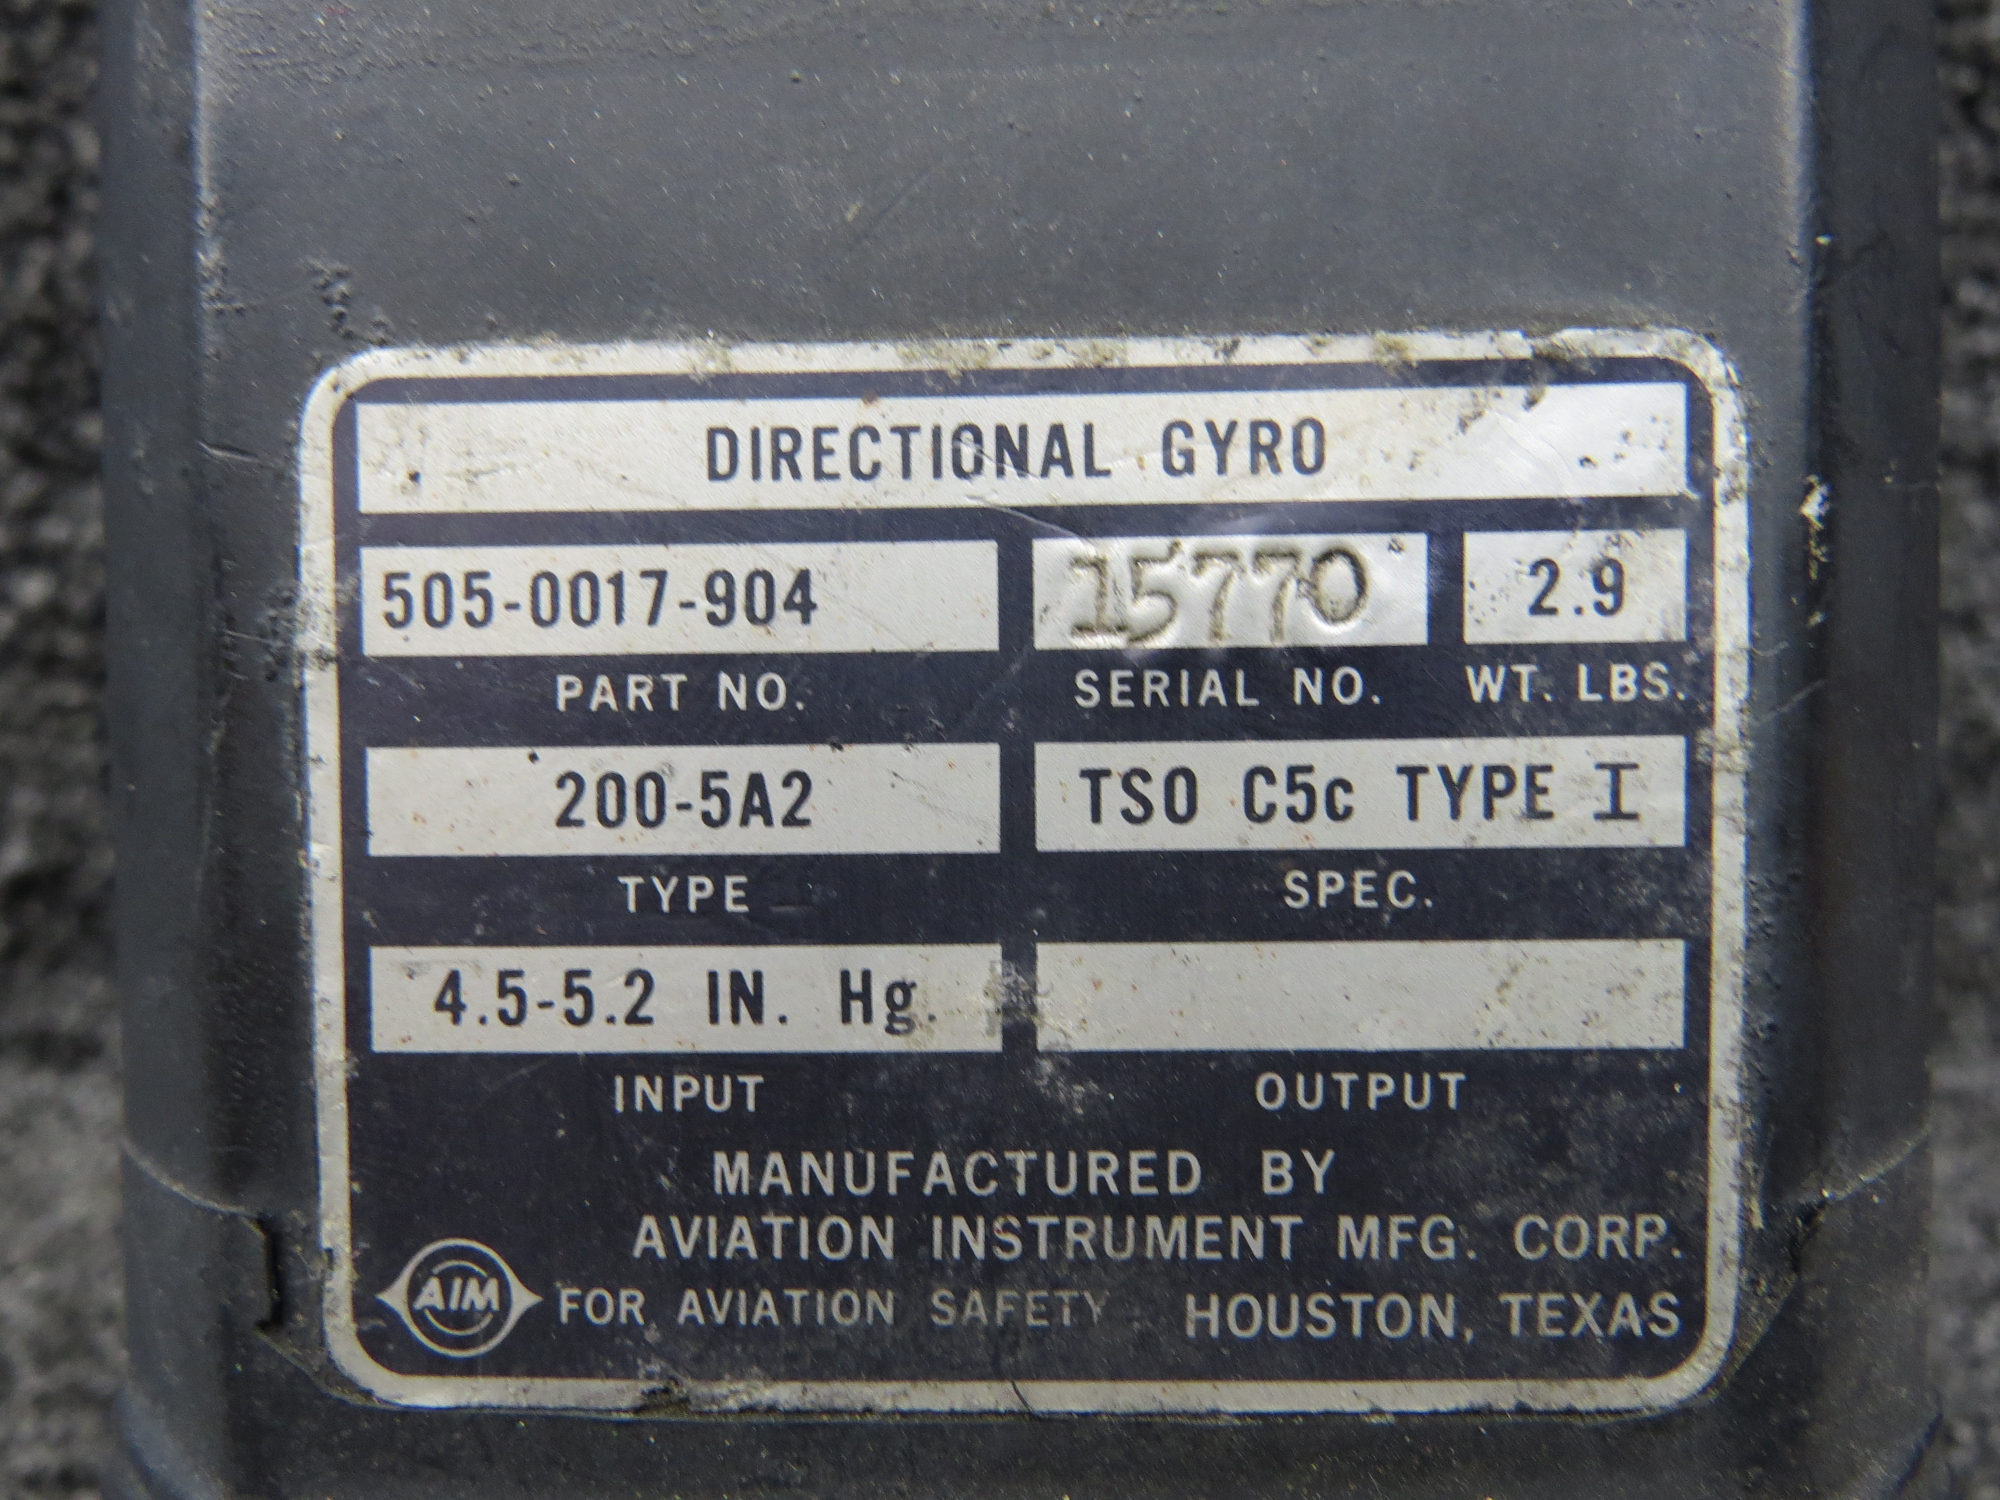 DIRECTIONAL GYRO
505-0017-904 15770 2.9
PART NO. SERIAL NO. WT. LBS.
200-5A2 TSO C5c TYPE I
TYPE SPEC.
4.5-5.2 IN. Hg.
INPUT OUTPUT
MANUFACTURED BY
AVIATION INSTRUMENT MFG. CORP.
AIM FOR AVIATION SAFETY HOUSTON, TEXAS